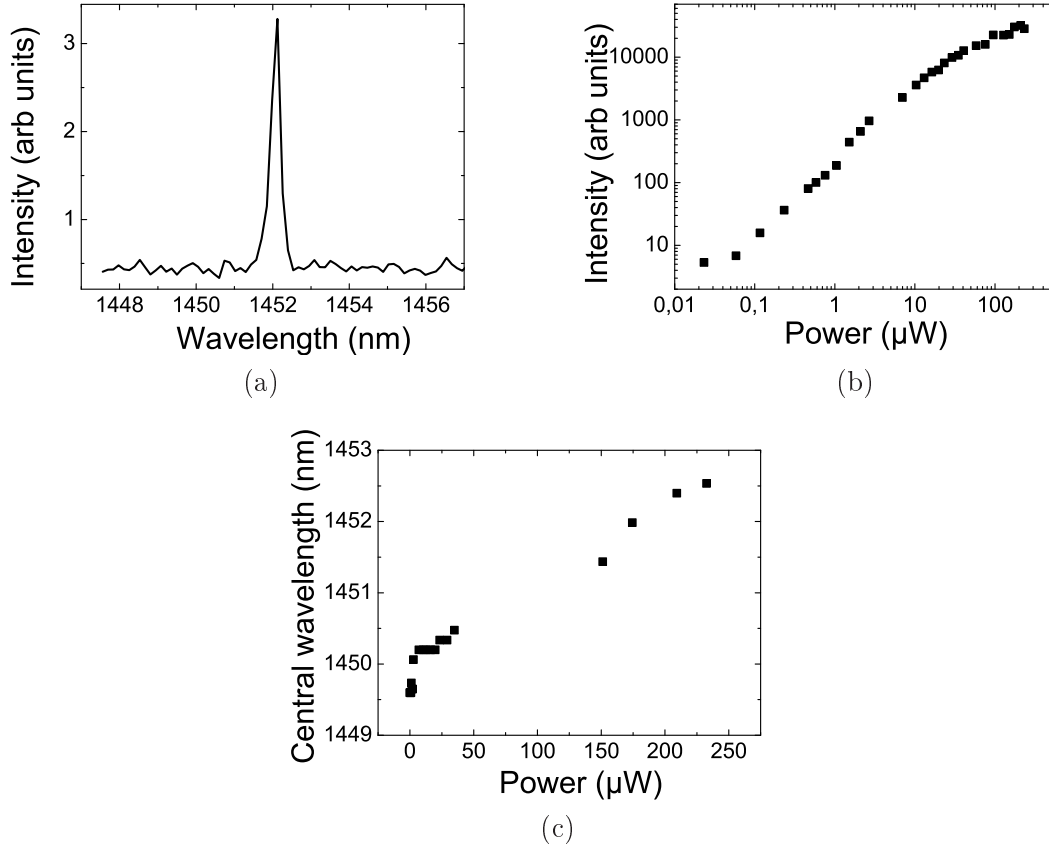 3
2
1
Intensity (arb units)
1448 1450 1452 1454 1456
Wavelength (nm)
(a)
10000
1000
100
10
Intensity (arb units)
0,01 0,1 1 10 100
Power (µW)
(b)
1453
1452
1451
1450
1449
Central wavelength (nm)
0 50 100 150 200 250
Power (µW)
(c)